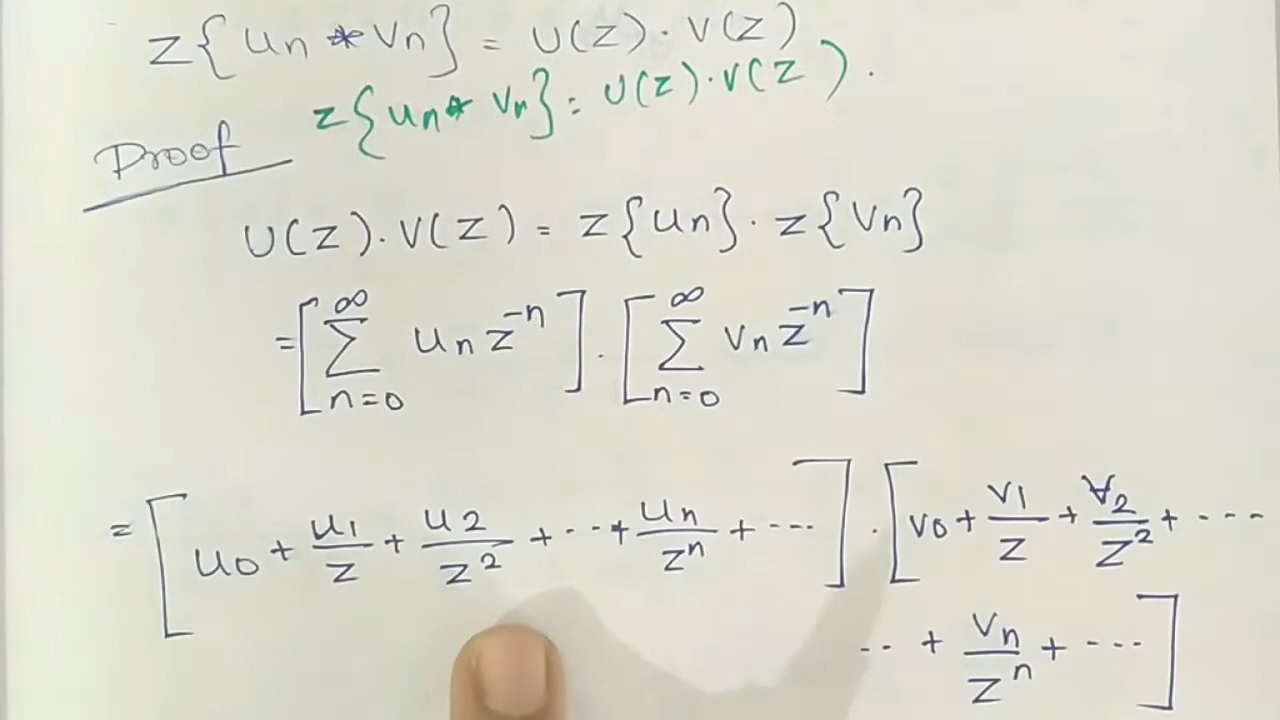 z{un * vn} = U(z) · V(z)
z{un * vn} = U(z) · V(z).
Proof
U(z) · V(z) = z{un} · z{vn}
= [∑_{n=0}^{∞} un z^{-n}] · [∑_{n=0}^{∞} vn z^{-n}]
= [u0 + u1/z + u2/z^2 + ··· + un/z^n + ···] · [v0 + v1/z + v2/z^2 + ····
·· + vn/z^n + ···]